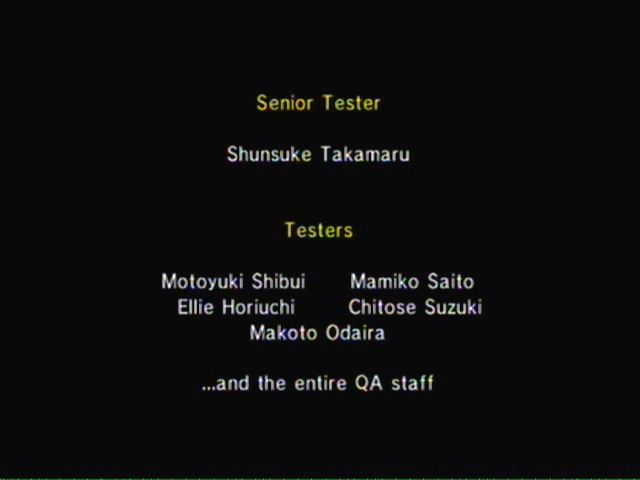 Senior Tester
Shunsuke Takamaru
Testers
Motoyuki Shibui Mamiko Saito
Ellie Horiuchi Chitose Suzuki
Makoto Odaira
...and the entire QA staff